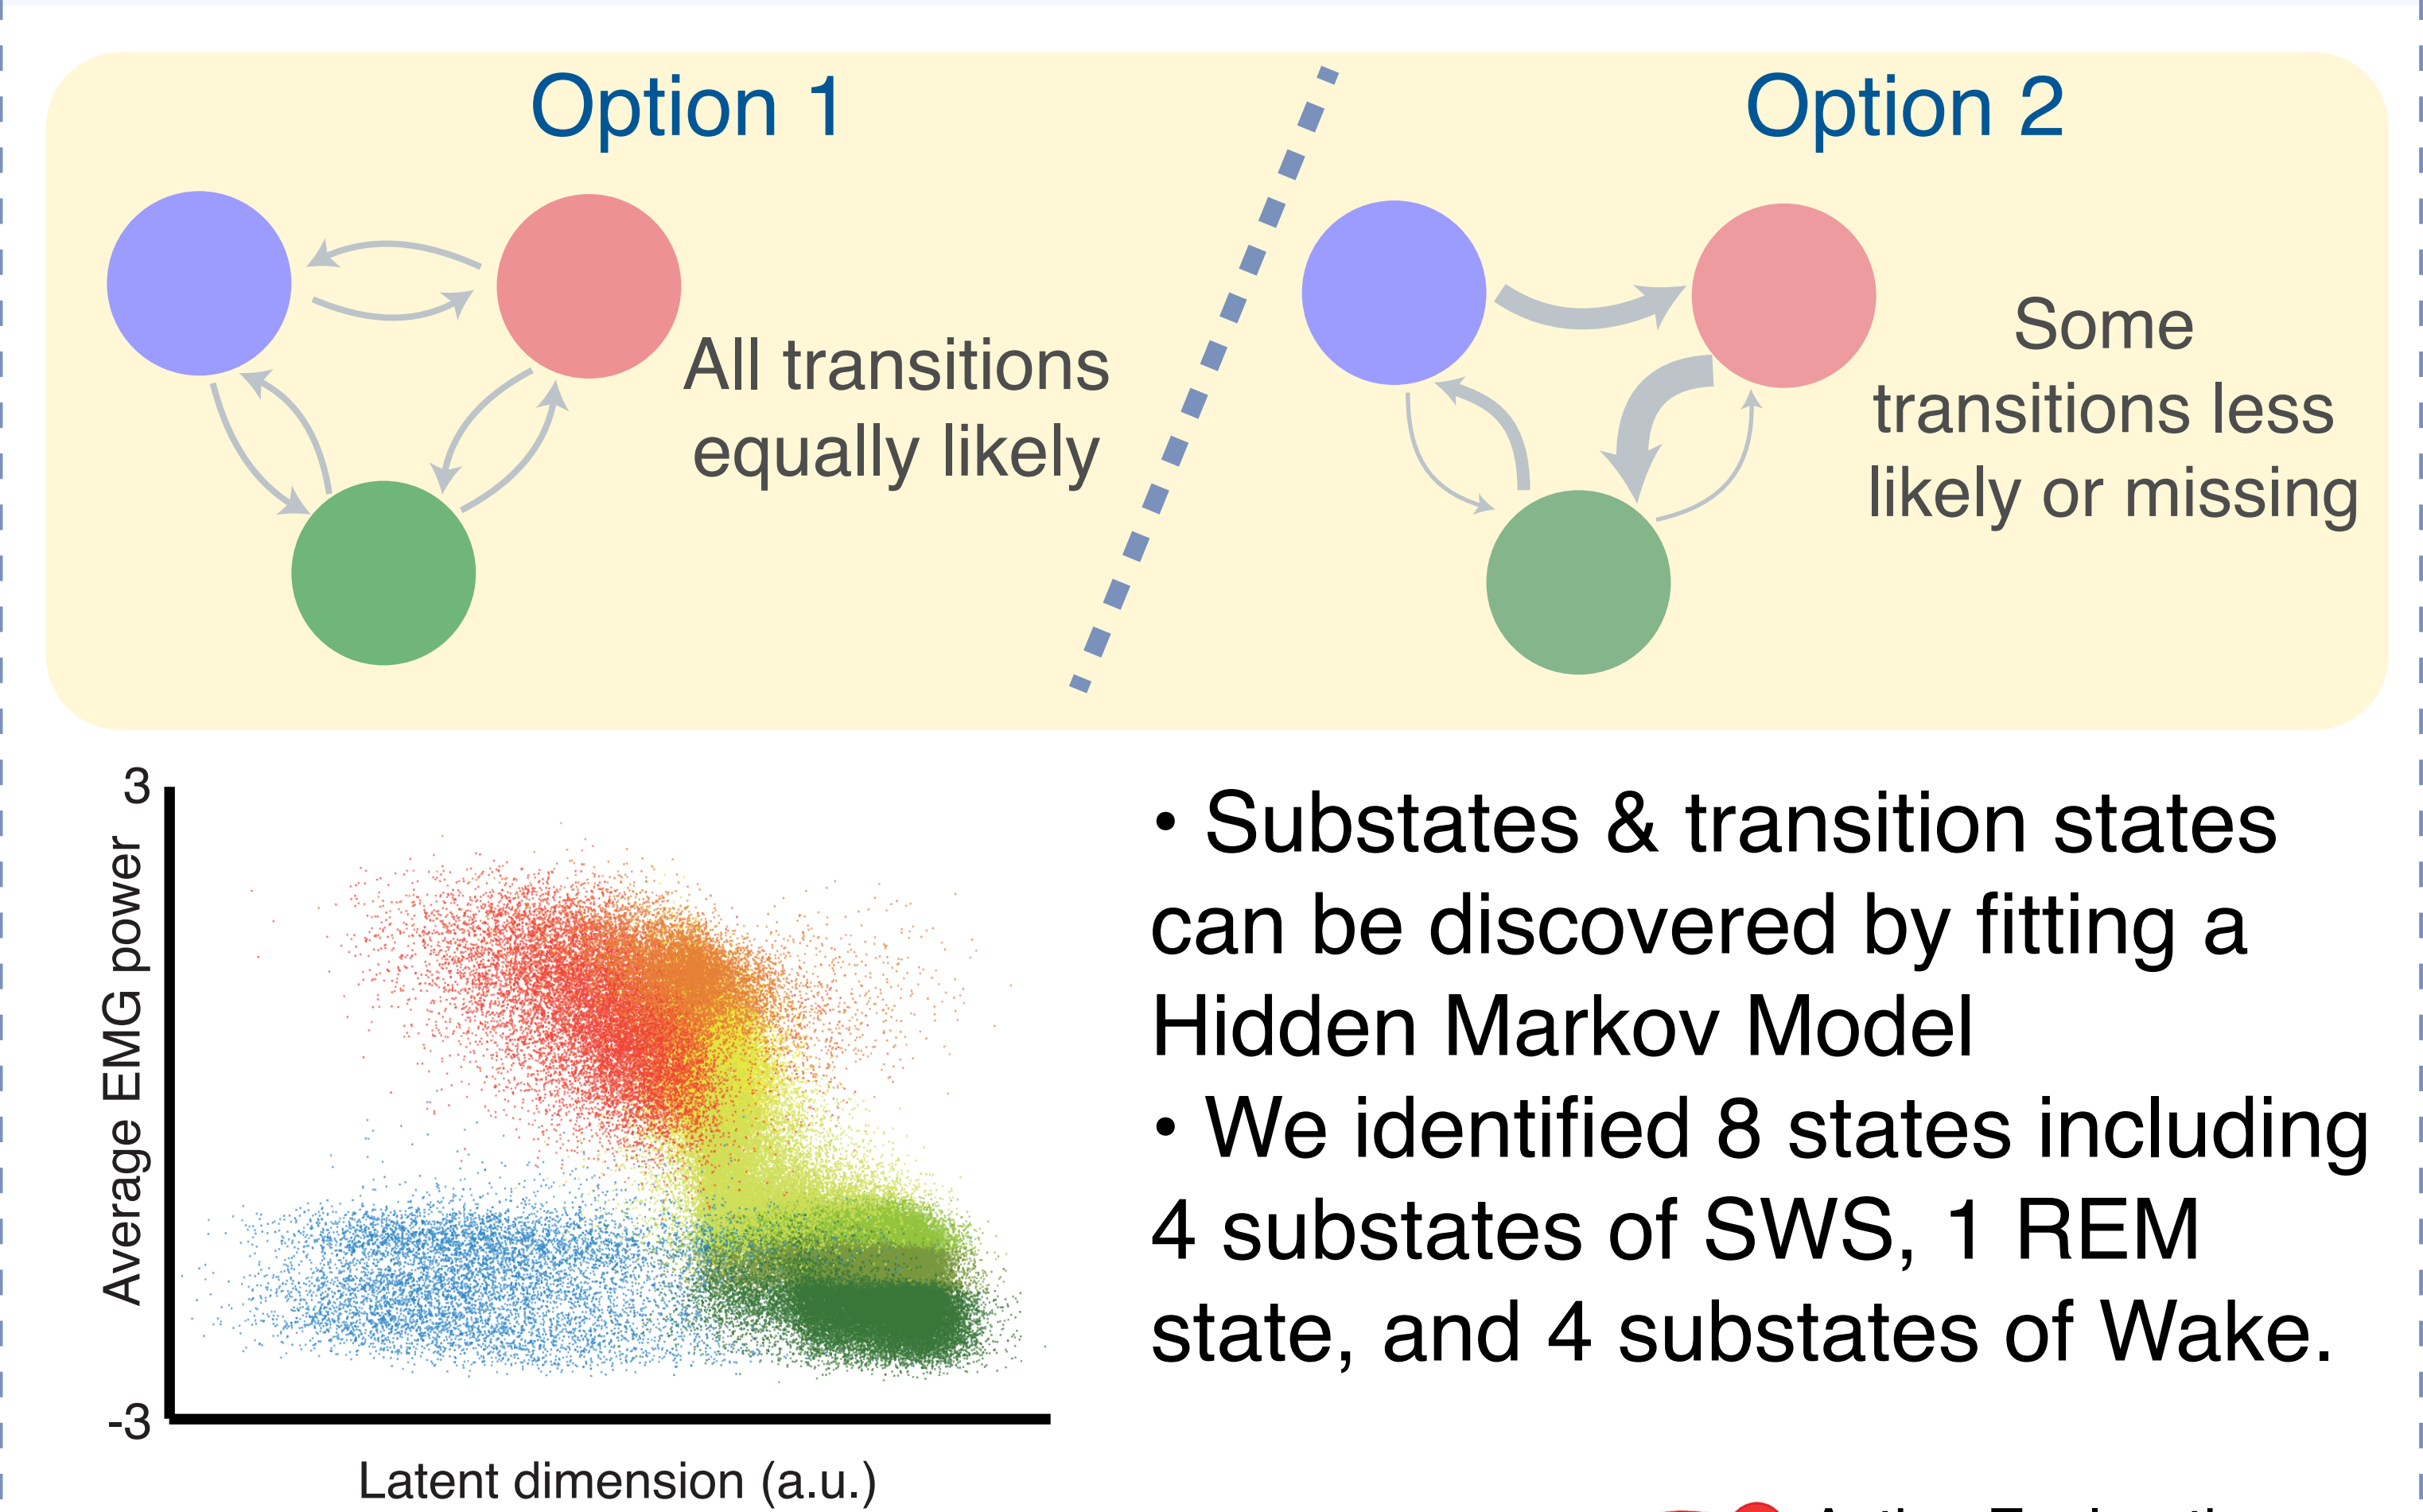 Option 1
All transitions
equally likely
Option 2
Some
transitions less
likely or missing
3
Average EMG power
-3
Latent dimension (a.u.)
• Substates & transition states
can be discovered by fitting a
Hidden Markov Model
• We identified 8 states including
4 substates of SWS, 1 REM
state, and 4 substates of Wake.